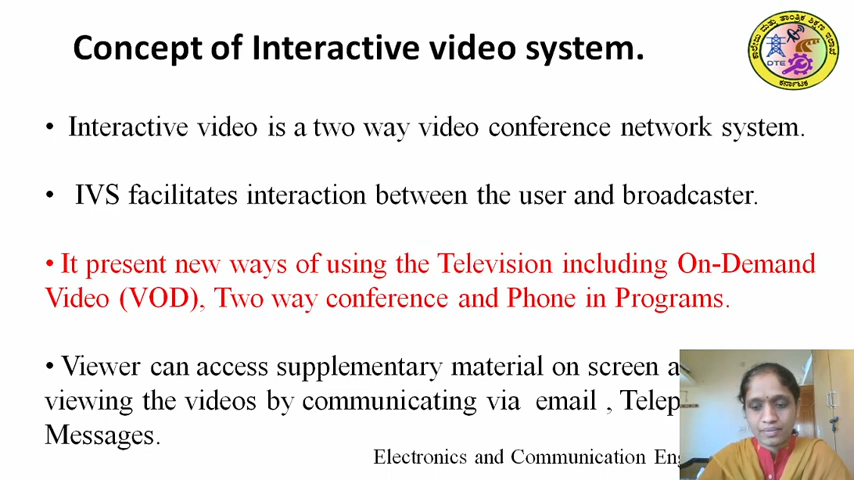 Concept of Interactive video system.
DTE
ಕರ್ನಾಟಕ
• Interactive video is a two way video conference network system.
• IVS facilitates interaction between the user and broadcaster.
• It present new ways of using the Television including On-Demand
Video (VOD), Two way conference and Phone in Programs.
• Viewer can access supplementary material on screen
viewing the videos by communicating via email ,
Messages.
Electronics and Communication